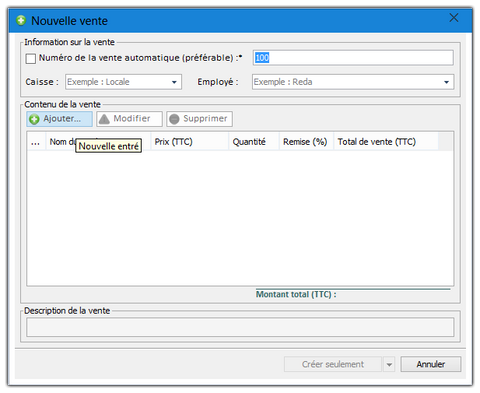 Nouvelle vente
Information sur la vente
Numéro de la vente automatique (préférable) :* 100
Caisse : Exemple : Locale Employé : Exemple : Reda
Contenu de la vente
Ajouter... Modifier Supprimer
... Nom d Prix (TTC) Quantité Remise (%) Total de vente (TTC)
Nouvelle entré
Montant total (TTC) :
Description de la vente
Créer seulement Annuler